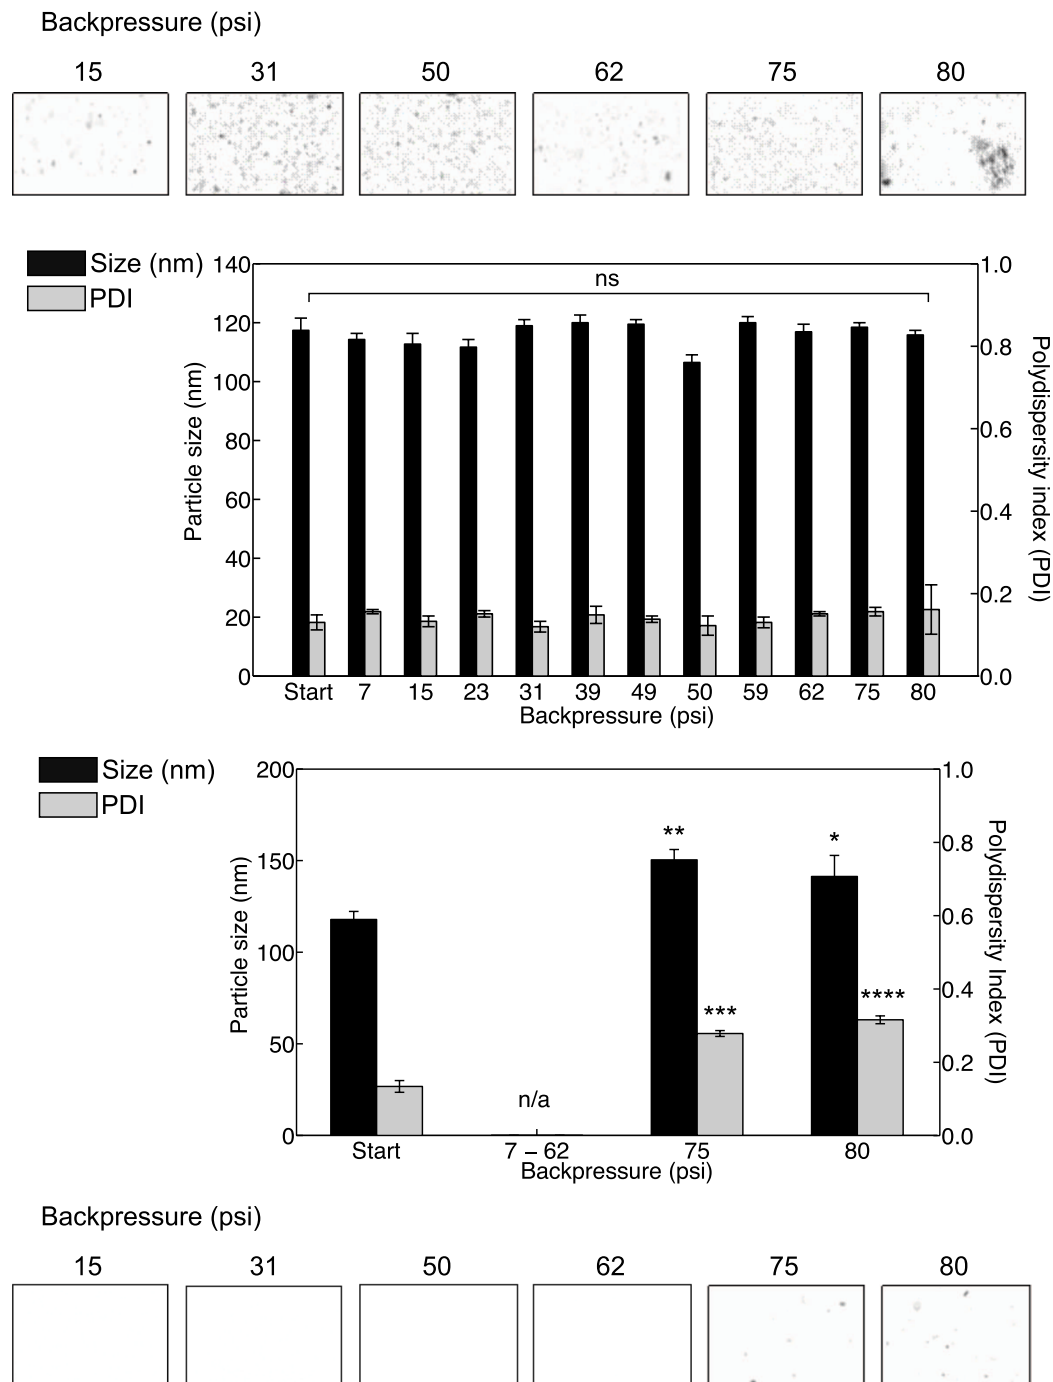 Backpressure (psi)
15 31 50 62 75 80
Size (nm)
PDI
ns
140
120
100
80
60
40
20
0
Particle size (nm)
1.0
0.8
0.6
0.4
0.2
0.0
Polydispersity index (PDI)
Start 7 15 23 31 39 49 50 59 62 75 80
Backpressure (psi)
Size (nm)
PDI
200
150
100
50
0
Particle size (nm)
** *
*** ****
n/a
1.0
0.8
0.6
0.4
0.2
0.0
Polydispersity Index (PDI)
Start 7 – 62 75 80
Backpressure (psi)
Backpressure (psi)
15 31 50 62 75 80